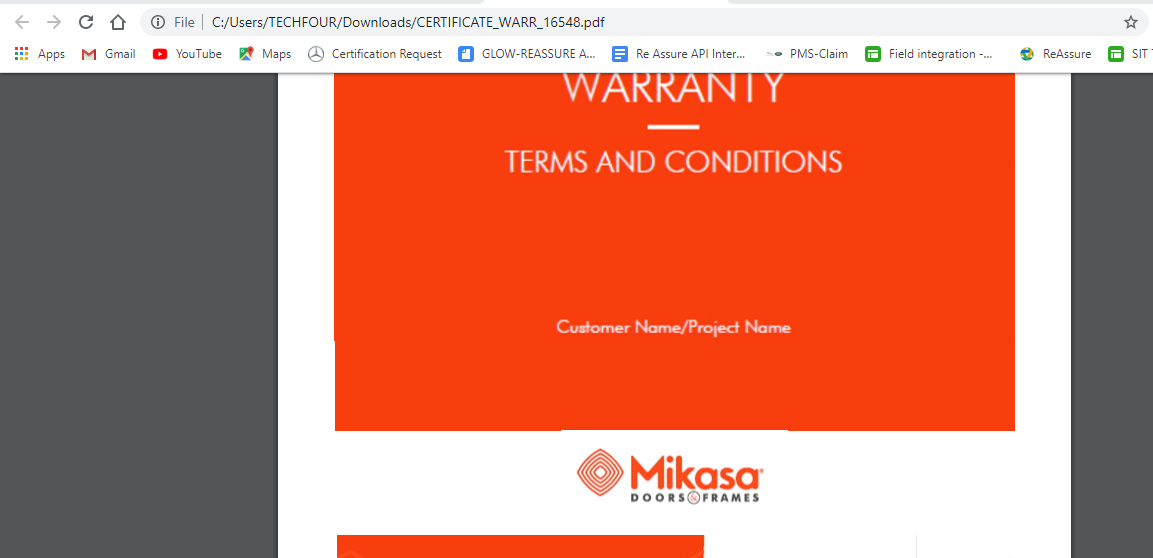 File | C:/Users/TECHFOUR/Downloads/CERTIFICATE_WARR_16548.pdf
Apps Gmail YouTube Maps Certification Request GLOW-REASSURE A... Re Assure API Inter... PMS-Claim Field integration -... ReAssure SIT
WARRANTY
TERMS AND CONDITIONS
Customer Name/Project Name
Mikasa®
DOORS&FRAMES